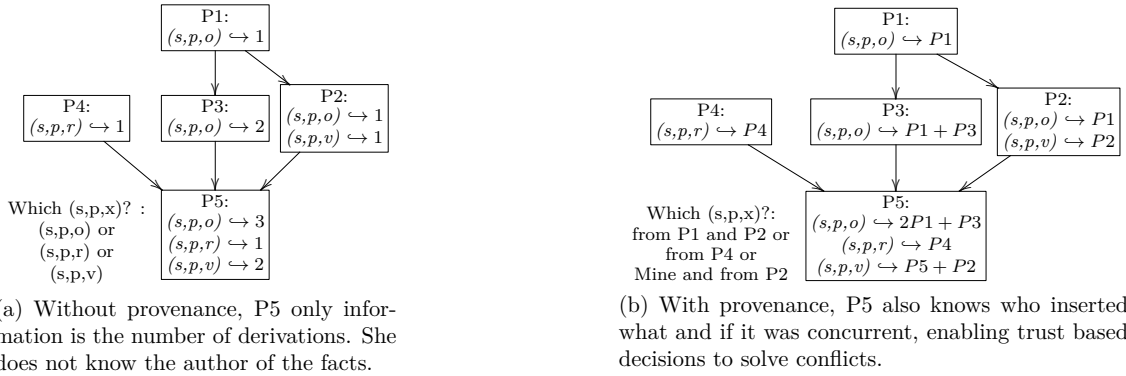 P1:
(s,p,o) ↪ 1
P4:
(s,p,r) ↪ 1
P3:
(s,p,o) ↪ 2
P2:
(s,p,o) ↪ 1
(s,p,v) ↪ 1
Which (s,p,x)? :
(s,p,o) or
(s,p,r) or
(s,p,v)
P5:
(s,p,o) ↪ 3
(s,p,r) ↪ 1
(s,p,v) ↪ 2
(a) Without provenance, P5 only infor-
mation is the number of derivations. She
does not know the author of the facts.
P1:
(s,p,o) ↪ P1
P4:
(s,p,r) ↪ P4
P3:
(s,p,o) ↪ P1 + P3
P2:
(s,p,o) ↪ P1
(s,p,v) ↪ P2
Which (s,p,x)?:
from P1 and P2 or
from P4 or
Mine and from P2
P5:
(s,p,o) ↪ 2P1 + P3
(s,p,r) ↪ P4
(s,p,v) ↪ P5 + P2
(b) With provenance, P5 also knows who inserted
what and if it was concurrent, enabling trust based
decisions to solve conflicts.